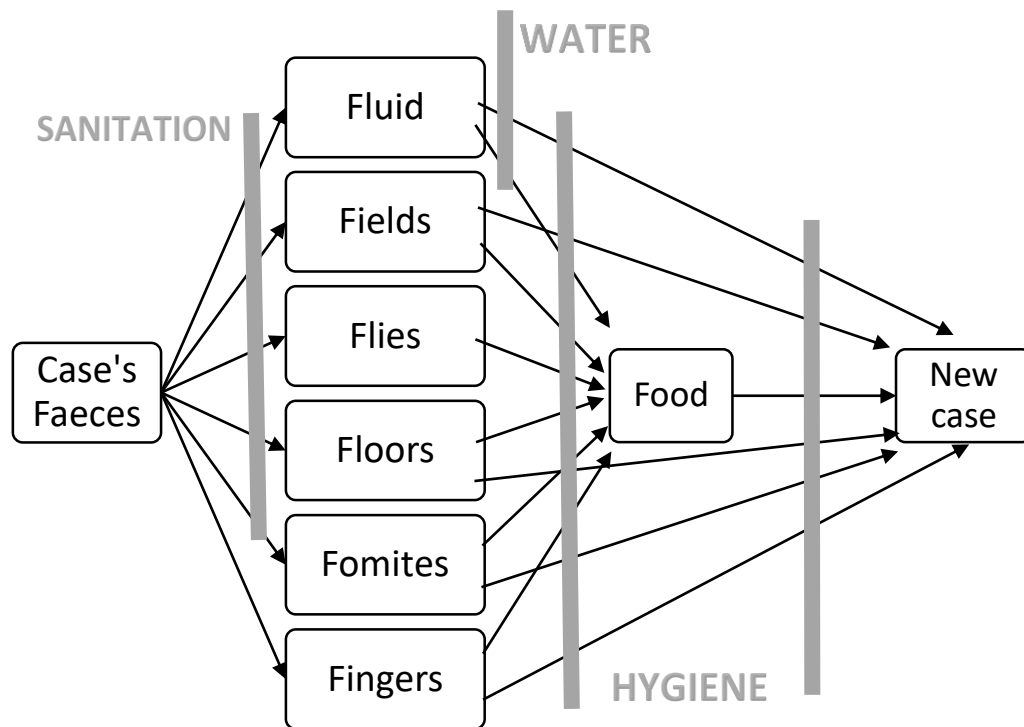 WATER
SANITATION
Fluid
Fields
Flies
Case's
Faeces
Floors
Food
New
case
Fomites
Fingers
HYGIENE